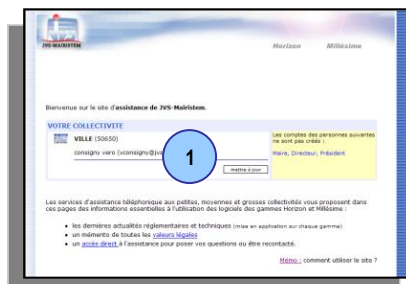 JVS-MAIRISTEM
Horizon Millésime
Bienvenue sur le site d'assistance de JVS-Mairistem.
VOTRE COLLECTIVITE
VILLE (50650)
consigny vero (vconsigny@jvs
1
mettre à jour
Les comptes des personnes suivantes
ne sont pas créés :
Maire, Directeur, Président
Les services d'assistance téléphonique aux petites, moyennes et grosses collectivités vous proposent dans
ces pages des informations essentielles à l'utilisation des logiciels des gammes Horizon et Millésime :
• les dernières actualités réglementaires et techniques (mise en application sur chaque gamme)
• un mémento de toutes les valeurs légales
• un accès direct à l'assistance pour poser vos questions ou être recontacté.
Mémo : comment utiliser le site ?